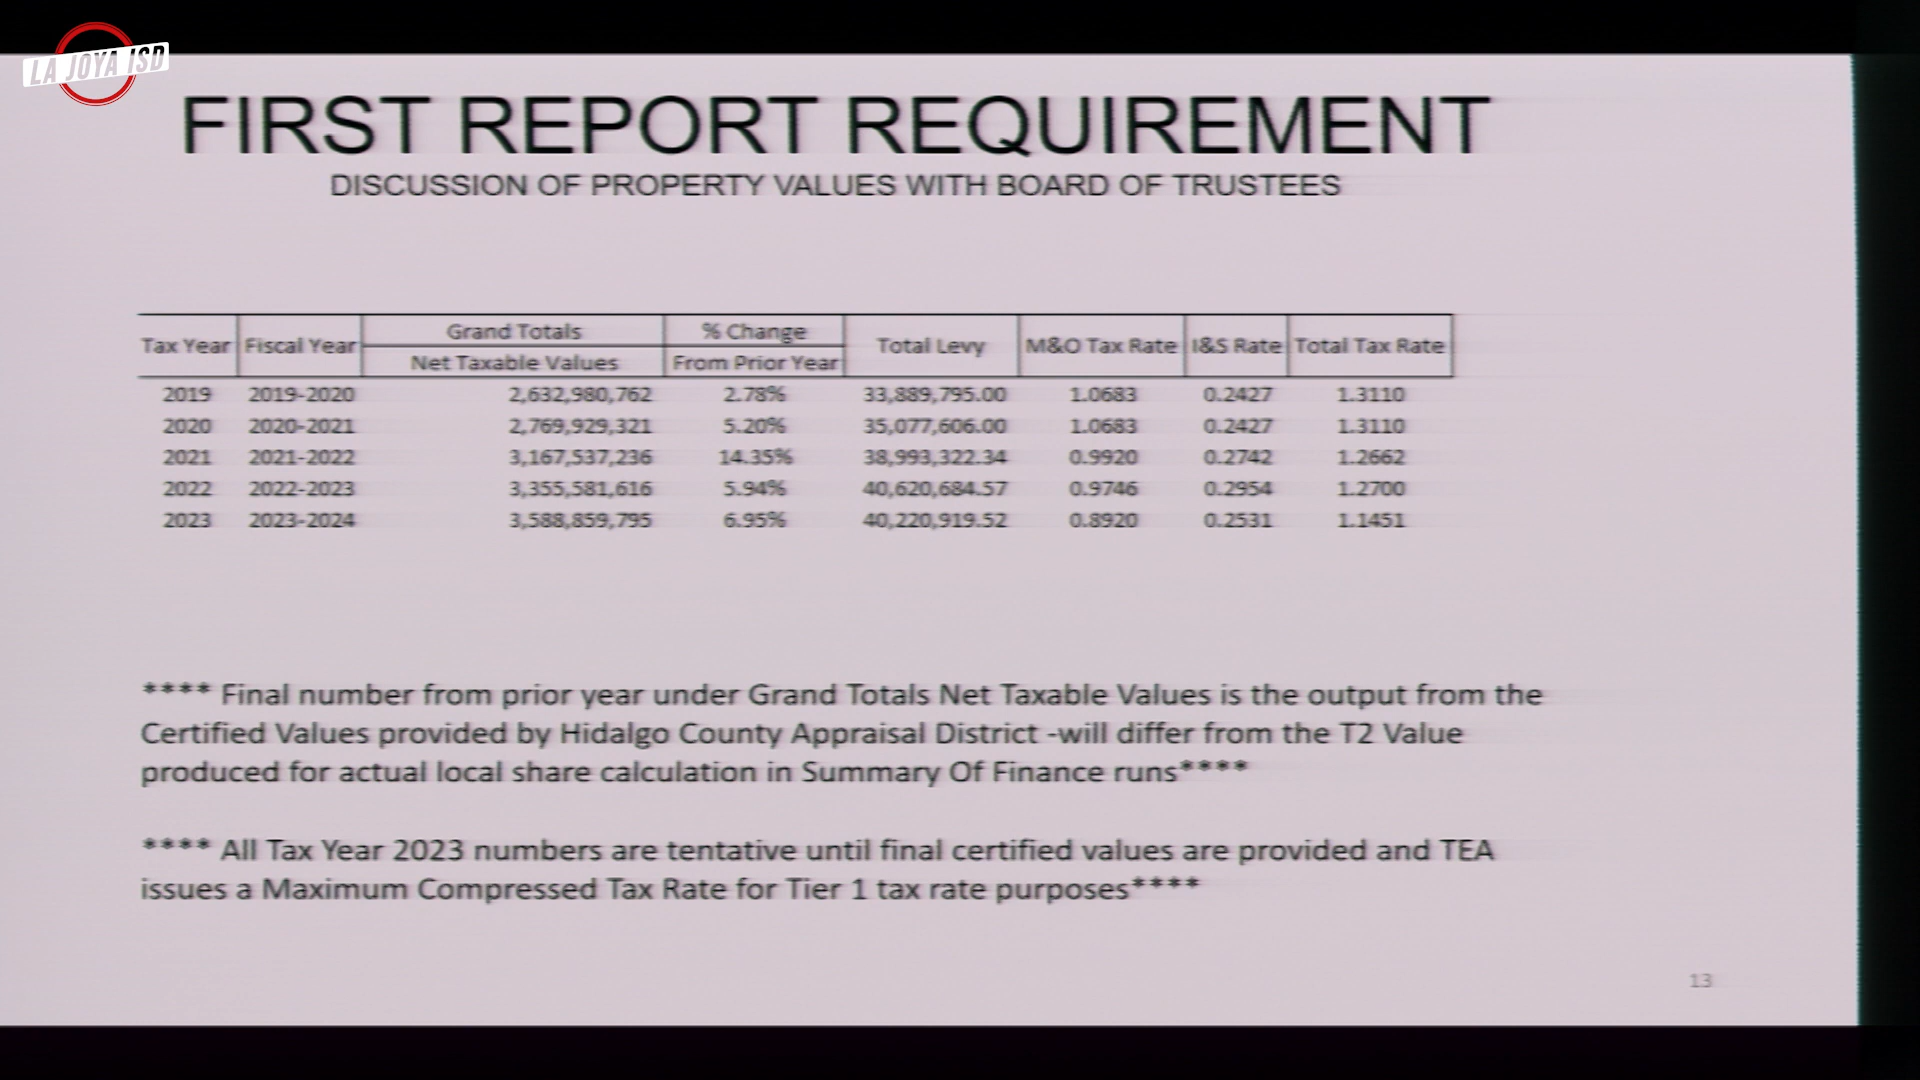 LA JOYA ISD
FIRST REPORT REQUIREMENT
DISCUSSION OF PROPERTY VALUES WITH BOARD OF TRUSTEES
Tax Year Fiscal Year Grand Totals % Change Total Levy M&O Tax Rate I&S Rate Total Tax Rate
Net Taxable Values From Prior Year
2019 2019-2020 2,632,980,762 2.78% 33,889,795.00 1.0683 0.2427 1.3110
2020 2020-2021 2,769,929,321 5.20% 35,077,606.00 1.0683 0.2427 1.3110
2021 2021-2022 3,167,537,236 14.35% 38,993,322.34 0.9920 0.2742 1.2662
2022 2022-2023 3,355,581,616 5.94% 40,620,684.57 0.9746 0.2954 1.2700
2023 2023-2024 3,588,859,795 6.95% 40,220,919.52 0.8920 0.2531 1.1451
**** Final number from prior year under Grand Totals Net Taxable Values is the output from the
Certified Values provided by Hidalgo County Appraisal District -will differ from the T2 Value
produced for actual local share calculation in Summary Of Finance runs****
**** All Tax Year 2023 numbers are tentative until final certified values are provided and TEA
issues a Maximum Compressed Tax Rate for Tier 1 tax rate purposes****
13